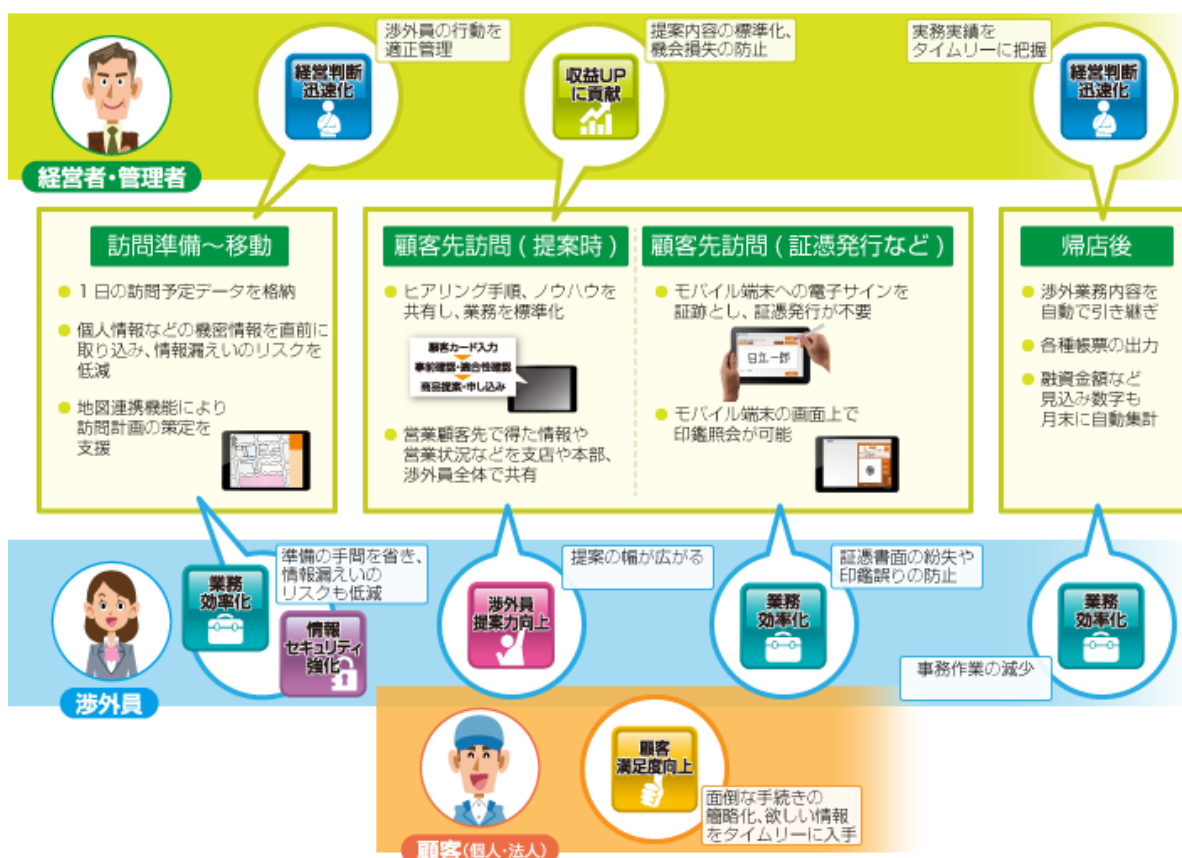 渉外員の行動を
適正管理
提案内容の標準化、
機会損失の防止
実務実績を
タイムリーに把握
経営判断
迅速化
収益UP
に貢献
経営判断
迅速化
経営者・管理者
訪問準備～移動
1日の訪問予定データを格納
個人情報などの機密情報を直前に
取り込み、情報漏えいのリスクを
低減
地図連携機能により
訪問計画の策定を
支援
顧客先訪問(提案時)
ヒアリング手順、ノウハウを
共有し、業務を標準化
顧客カード入力
事前確認・適合性確認
商品提案・申し込み
営業顧客先で得た情報や
営業状況などを支店や本部、
渉外員全体で共有
顧客先訪問(証憑発行など)
モバイル端末への電子サインを
証跡とし、証憑発行が不要
日立一郎
モバイル端末の画面上で
印鑑照会が可能
帰店後
渉外業務内容を
自動で引き継ぎ
各種帳票の出力
融資金額など
見込み数字も
月末に自動集計
準備の手間を省き、
情報漏えいの
リスクも低減
業務
効率化
情報
セキュリティ
強化
提案の幅が広がる
渉外員
提案力向上
証憑書面の紛失や
印鑑誤りの防止
業務
効率化
事務作業の減少
業務
効率化
渉外員
顧客
満足度向上
面倒な手続きの
簡略化、欲しい情報
をタイムリーに入手
顧客(個人・法人)